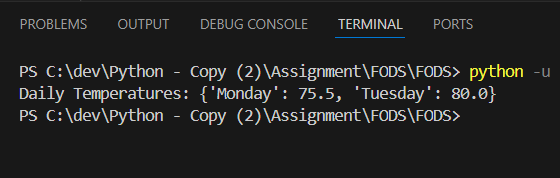 PROBLEMS OUTPUT DEBUG CONSOLE TERMINAL PORTS
PS C:\dev\Python - Copy (2)\Assignment\FODS\FODS> python -u
Daily Temperatures: {'Monday': 75.5, 'Tuesday': 80.0}
PS C:\dev\Python - Copy (2)\Assignment\FODS\FODS>